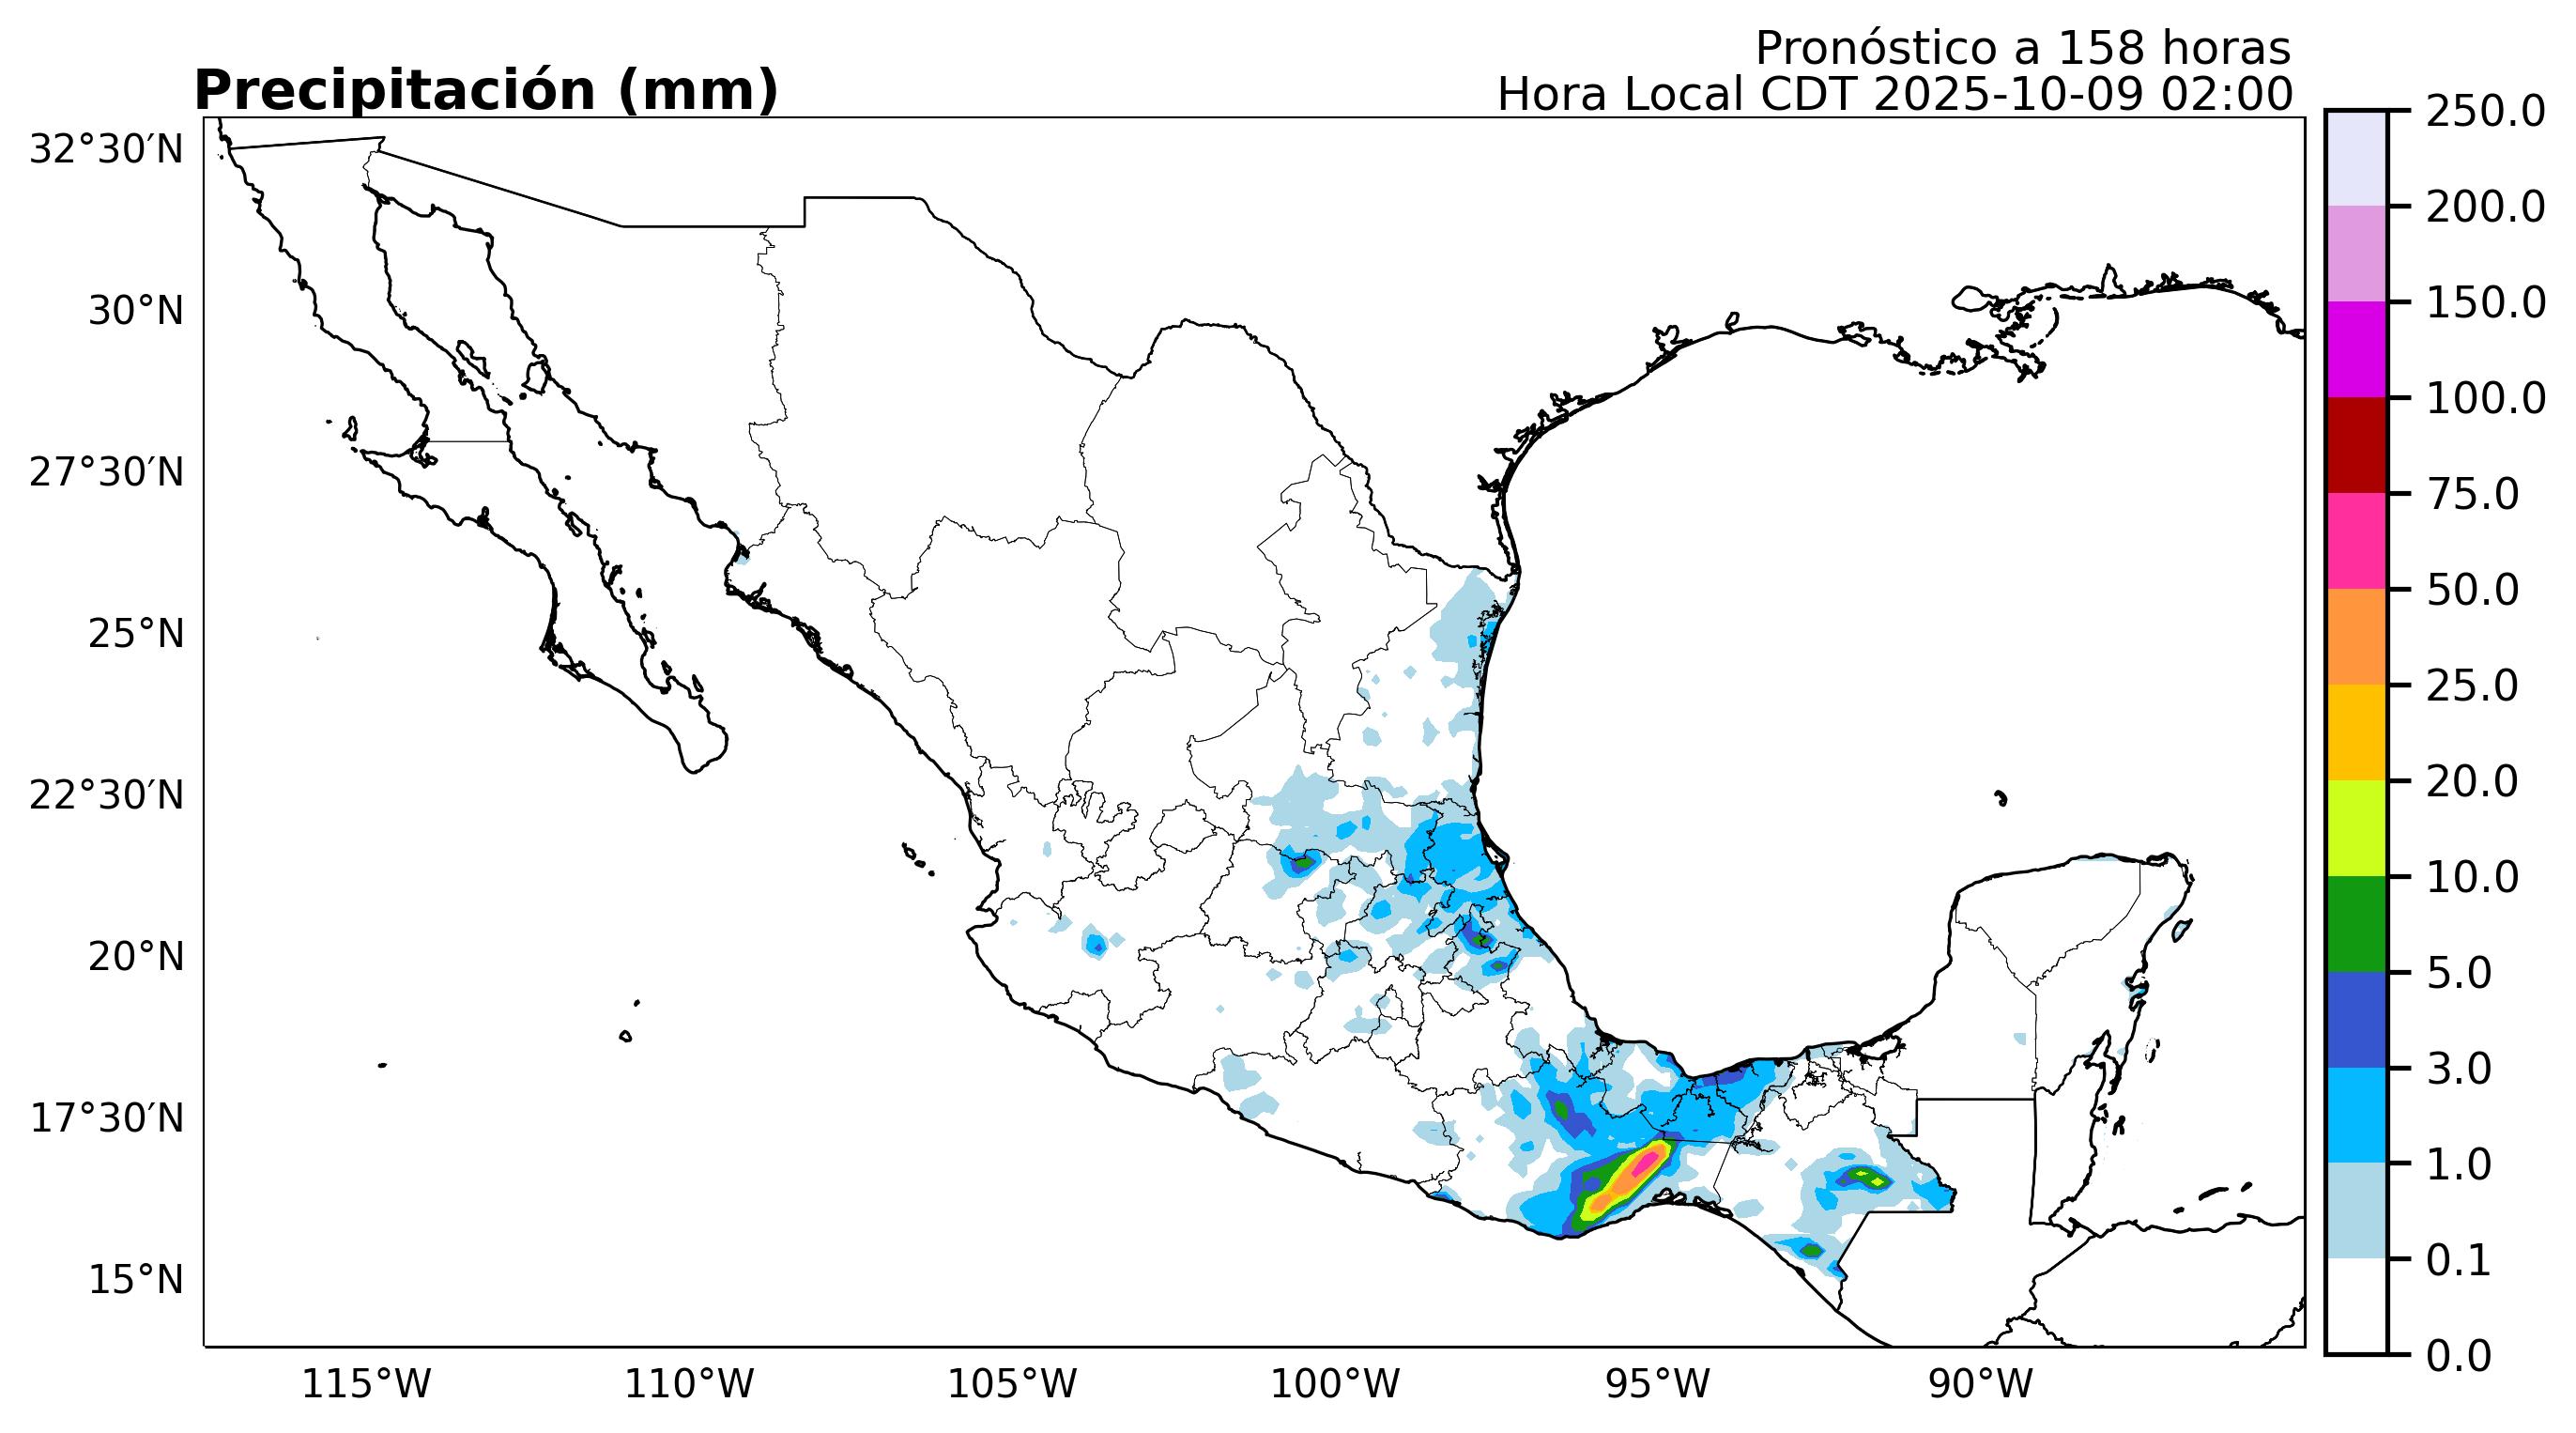 Pronóstico a 158 horas
Precipitación (mm)
Hora Local CDT 2025-10-09 02:00
32°30′N
30°N
27°30′N
25°N
22°30′N
20°N
17°30′N
15°N
115°W
110°W
105°W
100°W
95°W
90°W
250.0
200.0
150.0
100.0
75.0
50.0
25.0
20.0
10.0
5.0
3.0
1.0
0.1
0.0